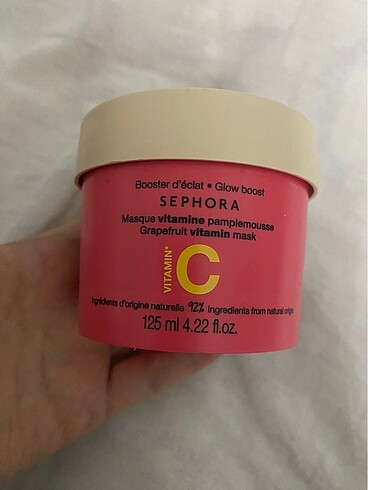 Booster d'éclat • Glow boost
SEPHORA
Masque vitamine pamplemousse
Grapefruit vitamin mask
VITAMIN*
C
Ingrédients d'origine naturelle 92% ingredients from natural origin
125 ml 4.22 fl.oz.